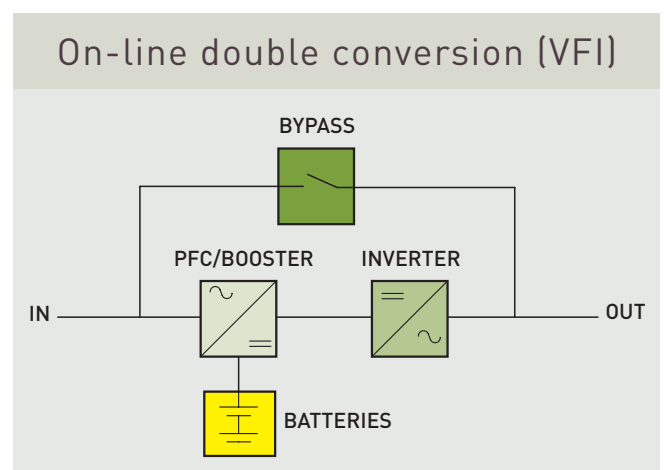 On-line double conversion (VFI)
BYPASS
PFC/BOOSTER
INVERTER
IN
OUT
BATTERIES